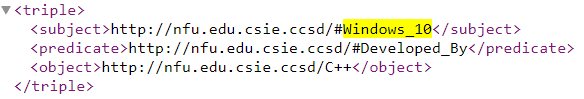 ▼<triple>
<subject>http://nfu.edu.csie.ccsd/#Windows_10</subject>
<predicate>http://nfu.edu.csie.ccsd/#Developed_By</predicate>
<object>http://nfu.edu.csie.ccsd/C++</object>
</triple>